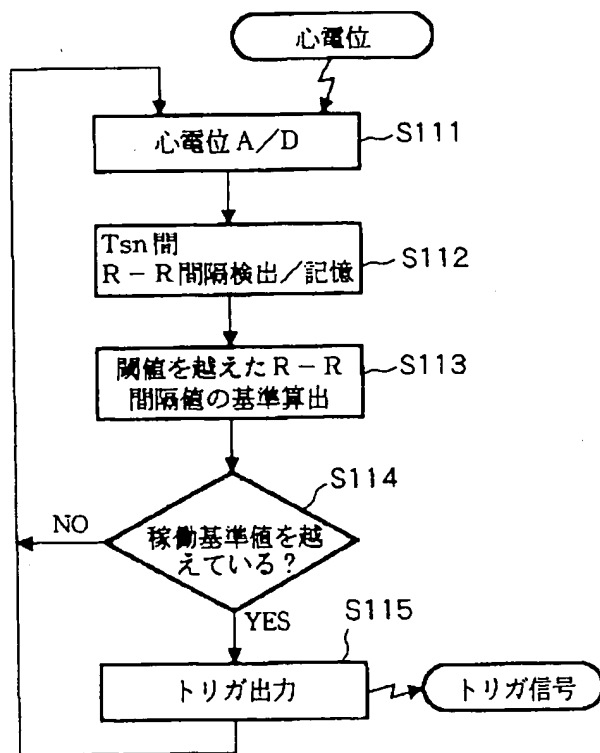 心電位
心電位 A／D
S111
Tsn間
R－R間隔検出／記憶
S112
閾値を越えたR－R
間隔値の基準算出
S113
S114
稼働基準値を越
えている？
NO
YES
S115
トリガ出力
トリガ信号